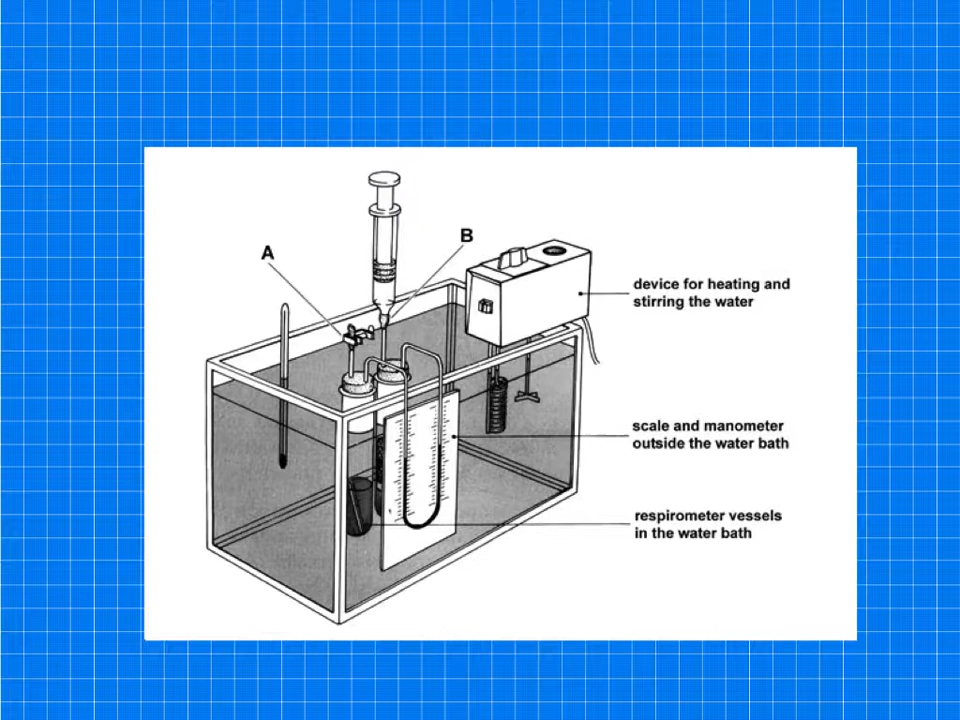 A
B
device for heating and
stirring the water
scale and manometer
outside the water bath
respirometer vessels
in the water bath